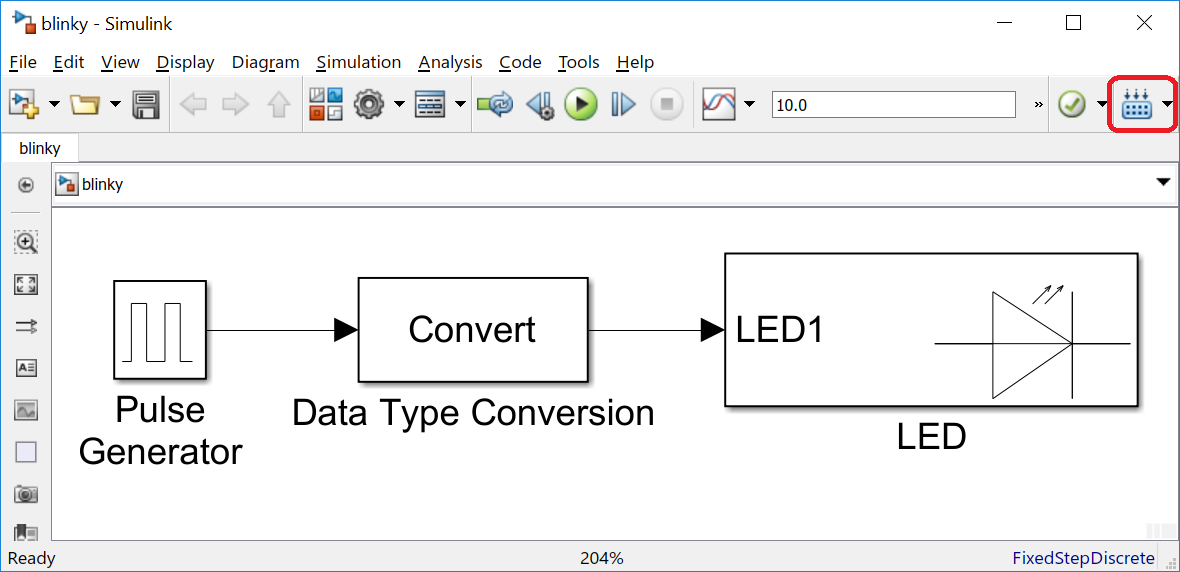 blinky - Simulink
File Edit View Display Diagram Simulation Analysis Code Tools Help
10.0 »
blinky
blinky
Convert
LED1
Pulse
Generator
Data Type Conversion
LED
Ready 204% FixedStepDiscrete